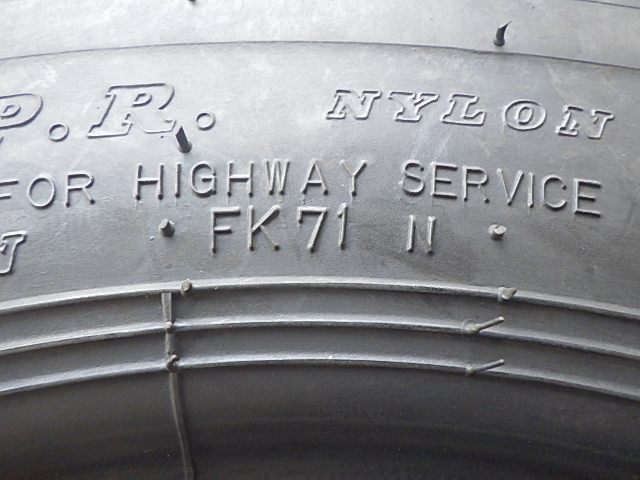 P.R. NYLON
FOR HIGHWAY SERVICE
FK71 N